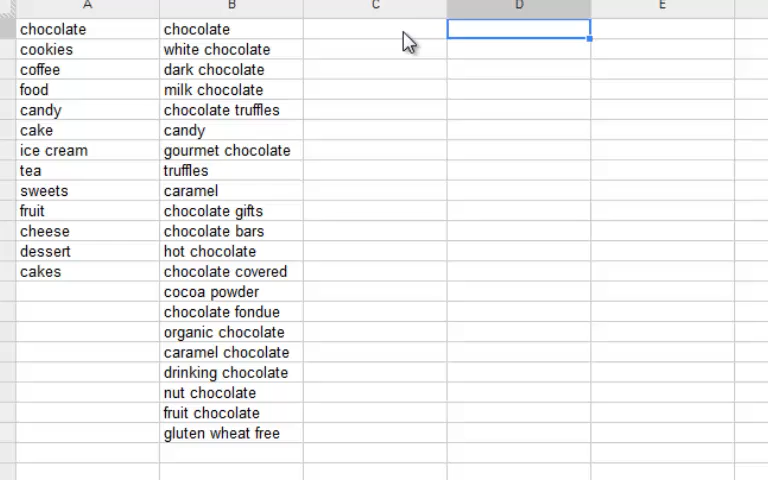 A B C D E
chocolate chocolate
cookies white chocolate
coffee dark chocolate
food milk chocolate
candy chocolate truffles
cake candy
ice cream gourmet chocolate
tea truffles
sweets caramel
fruit chocolate gifts
cheese chocolate bars
dessert hot chocolate
cakes chocolate covered
cocoa powder
chocolate fondue
organic chocolate
caramel chocolate
drinking chocolate
nut chocolate
fruit chocolate
gluten wheat free